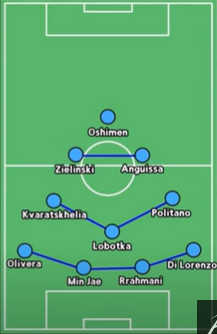 Oshimen
Zielinski Anguissa
Kvaratskhelia Politano
Lobotka
Olivera Di Lorenzo
Min Jae Rrahmani